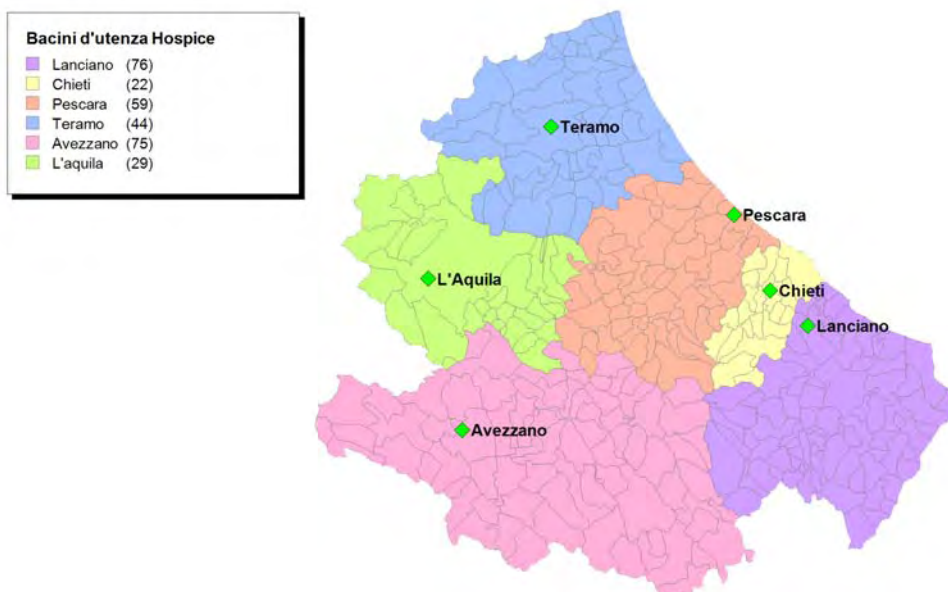 Bacini d'utenza Hospice
Lanciano (76)
Chieti (22)
Pescara (59)
Teramo (44)
Avezzano (75)
L'aquila (29)
Teramo
Pescara
L'Aquila
Chieti
Lanciano
Avezzano